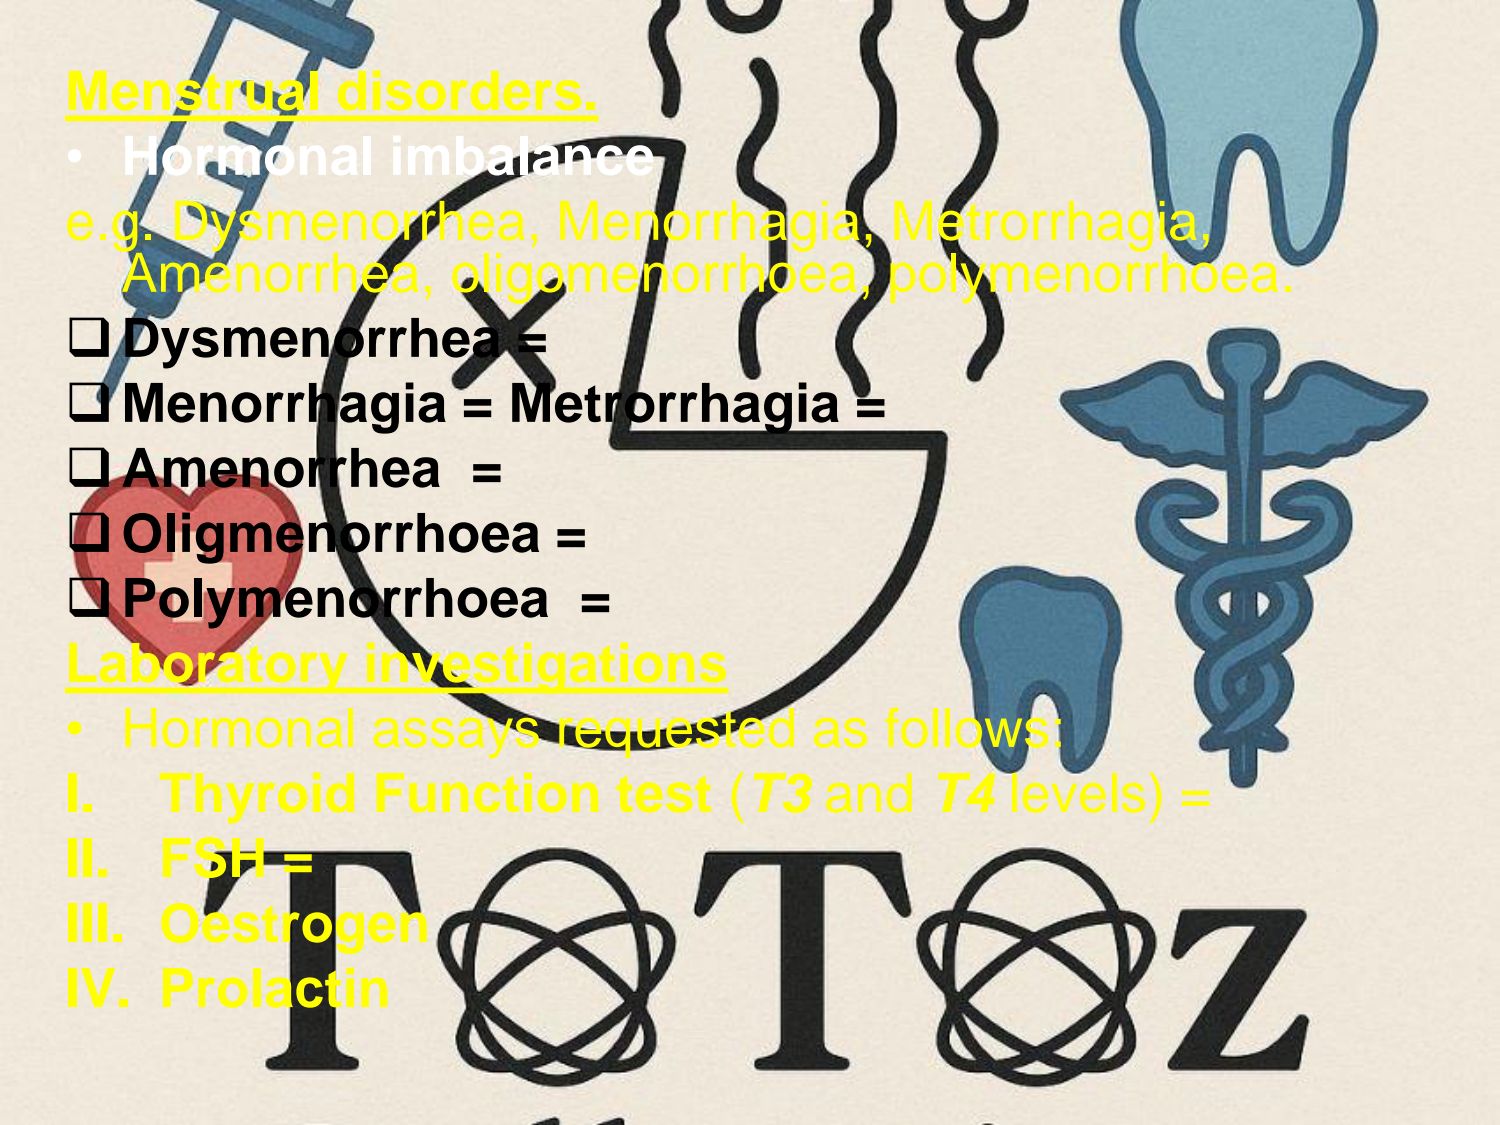 Menstrual disorders.
• Hormonal imbalance
e.g. Dysmenorrhea, Menorrhagia, Metrorrhagia,
Amenorrhea, oligomenorrhoea, polymenorrhoea.
❑ Dysmenorrhea =
❑ Menorrhagia = Metrorrhagia =
❑ Amenorrhea =
❑ Oligmenorrhoea =
❑ Polymenorrhoea =
Laboratory investigations
• Hormonal assays requested as follows:
I. Thyroid Function test (T3 and T4 levels) =
II. FSH =
III. Oestrogen
IV. Prolactin
TOTOZ